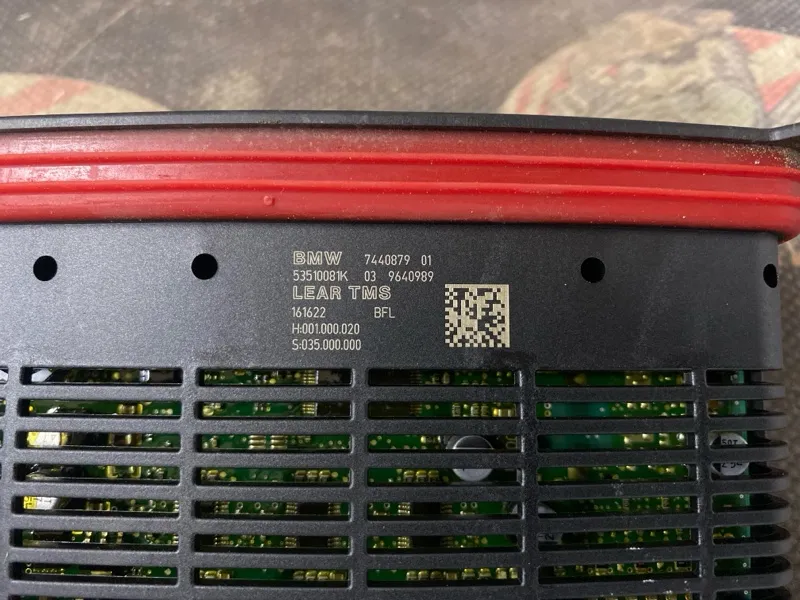 BMW 7440879 01
53510081K 03 9640989
LEAR TMS
161622 BFL
H:001.000.020
S:035.000.000